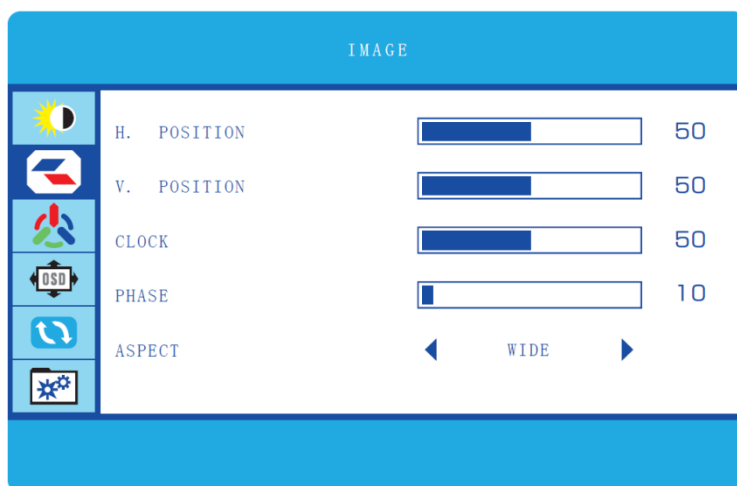 IMAGE
H. POSITION 50
V. POSITION 50
CLOCK 50
OSD
PHASE 10
ASPECT WIDE